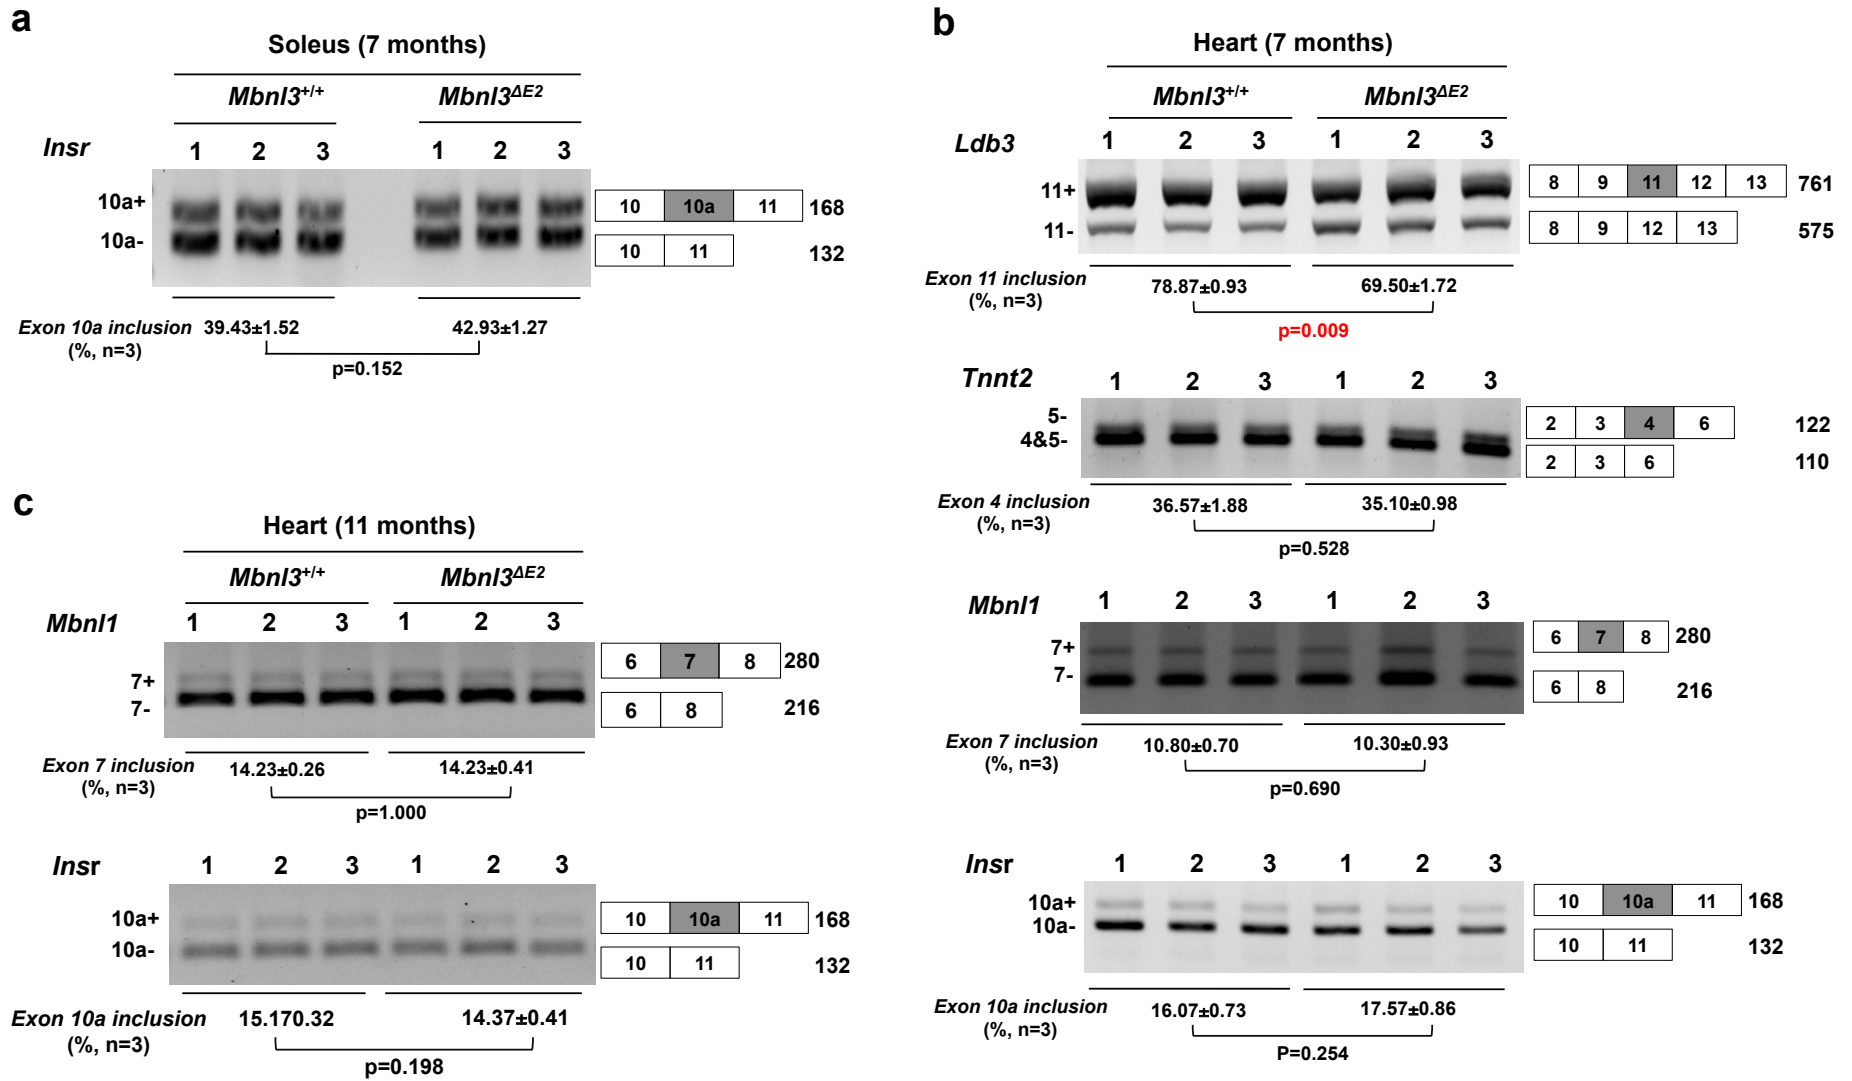 a
Soleus (7 months)
Mbnl3+/+ Mbnl3ΔE2
Insr 1 2 3 1 2 3
10a+ 10 10a 11 168
10a- 10 11 132
Exon 10a inclusion 39.43±1.52 42.93±1.27
(%, n=3)
p=0.152
b
Heart (7 months)
Mbnl3+/+ Mbnl3ΔE2
Ldb3 1 2 3 1 2 3
11+ 8 9 11 12 13 761
11- 8 9 12 13 575
Exon 11 inclusion 78.87±0.93 69.50±1.72
(%, n=3)
p=0.009
Tnnt2 1 2 3 1 2 3
5- 2 3 4 6 122
4&5- 2 3 6 110
Exon 4 inclusion 36.57±1.88 35.10±0.98
(%, n=3)
p=0.528
Mbnl1 1 2 3 1 2 3
7+ 6 7 8 280
7- 6 8 216
Exon 7 inclusion 10.80±0.70 10.30±0.93
(%, n=3)
p=0.690
Insr 1 2 3 1 2 3
10a+ 10 10a 11 168
10a- 10 11 132
Exon 10a inclusion 16.07±0.73 17.57±0.86
(%, n=3)
P=0.254
c
Heart (11 months)
Mbnl3+/+ Mbnl3ΔE2
Mbnl1 1 2 3 1 2 3
7+ 6 7 8 280
7- 6 8 216
Exon 7 inclusion 14.23±0.26 14.23±0.41
(%, n=3)
p=1.000
Insr 1 2 3 1 2 3
10a+ 10 10a 11 168
10a- 10 11 132
Exon 10a inclusion 15.170.32 14.37±0.41
(%, n=3)
p=0.198